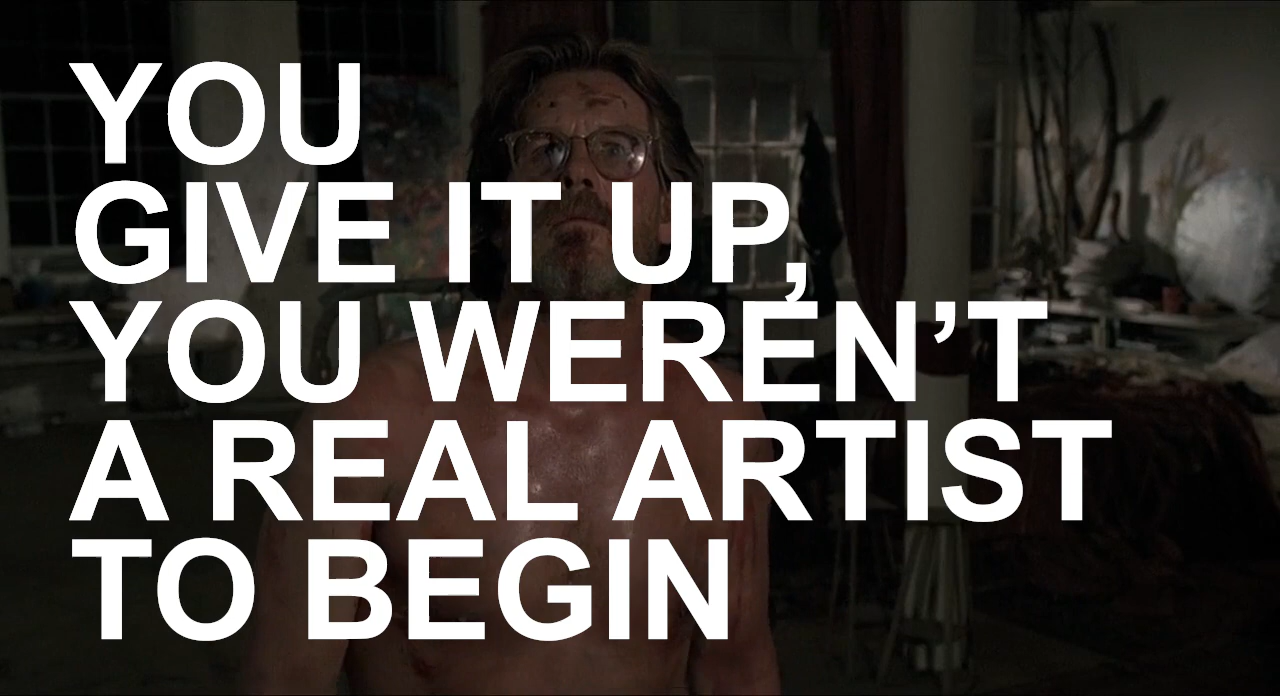 YOU
GIVE IT UP,
YOU WEREN’T
A REAL ARTIST
TO BEGIN